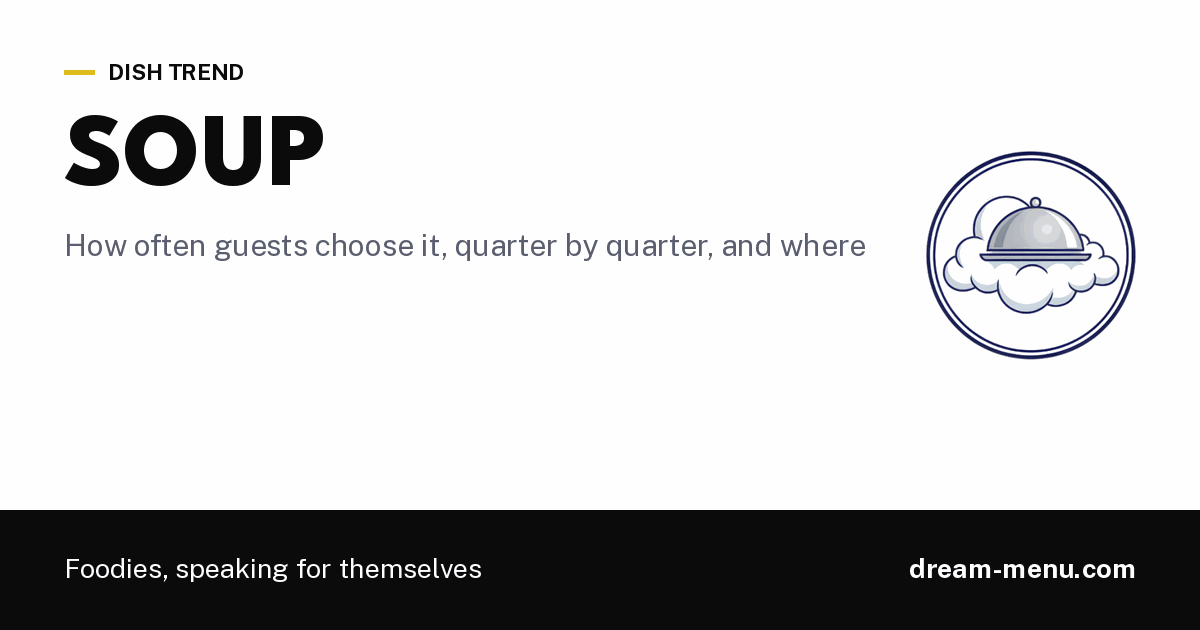 DISH TREND
SOUP
How often guests choose it, quarter by quarter, and where
Foodies, speaking for themselves
dream-menu.com